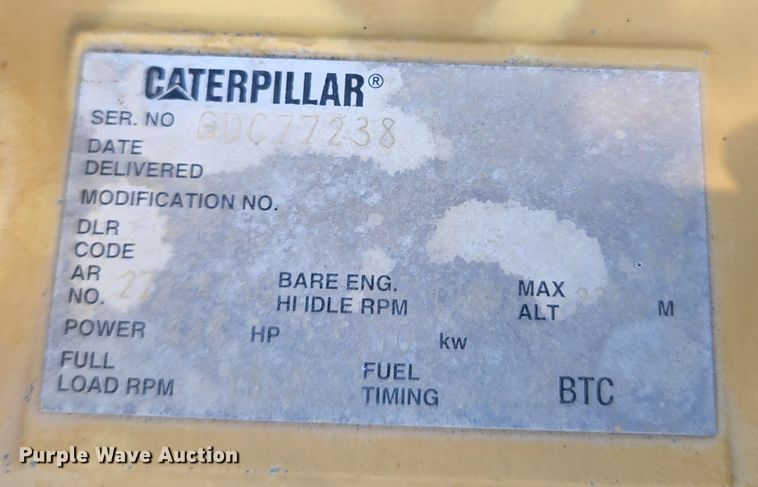 CATERPILLAR®
SER. NO GDC77238
DATE
DELIVERED
MODIFICATION NO.
DLR
CODE
AR
NO. BARE ENG. HI IDLE RPM MAX ALT M
POWER HP kw
FULL
LOAD RPM FUEL TIMING BTC
Purple Wave Auction